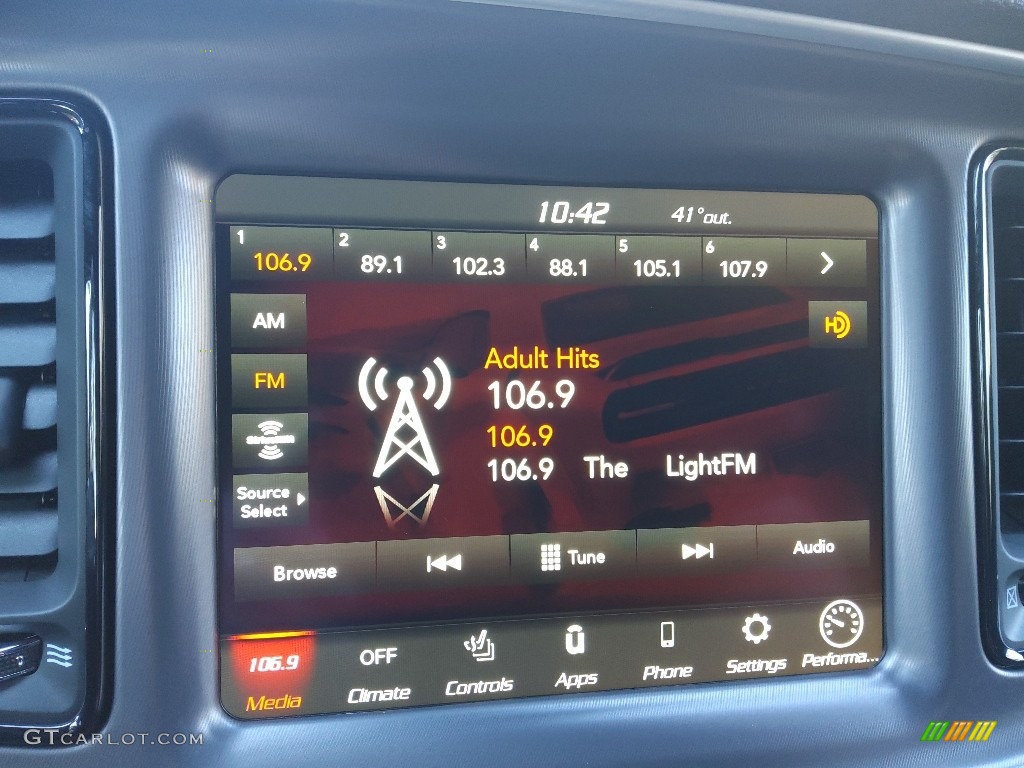 10:42 41°out.
1 2 3 4 5 6
106.9 89.1 102.3 88.1 105.1 107.9
AM
HD
Adult Hits
FM
106.9
106.9
SiriusXM
106.9 The LightFM
Source
Select
Browse Tune Audio
106.9 OFF
Media Climate Controls Apps Phone Settings Performa...
GTCARLOT.COM